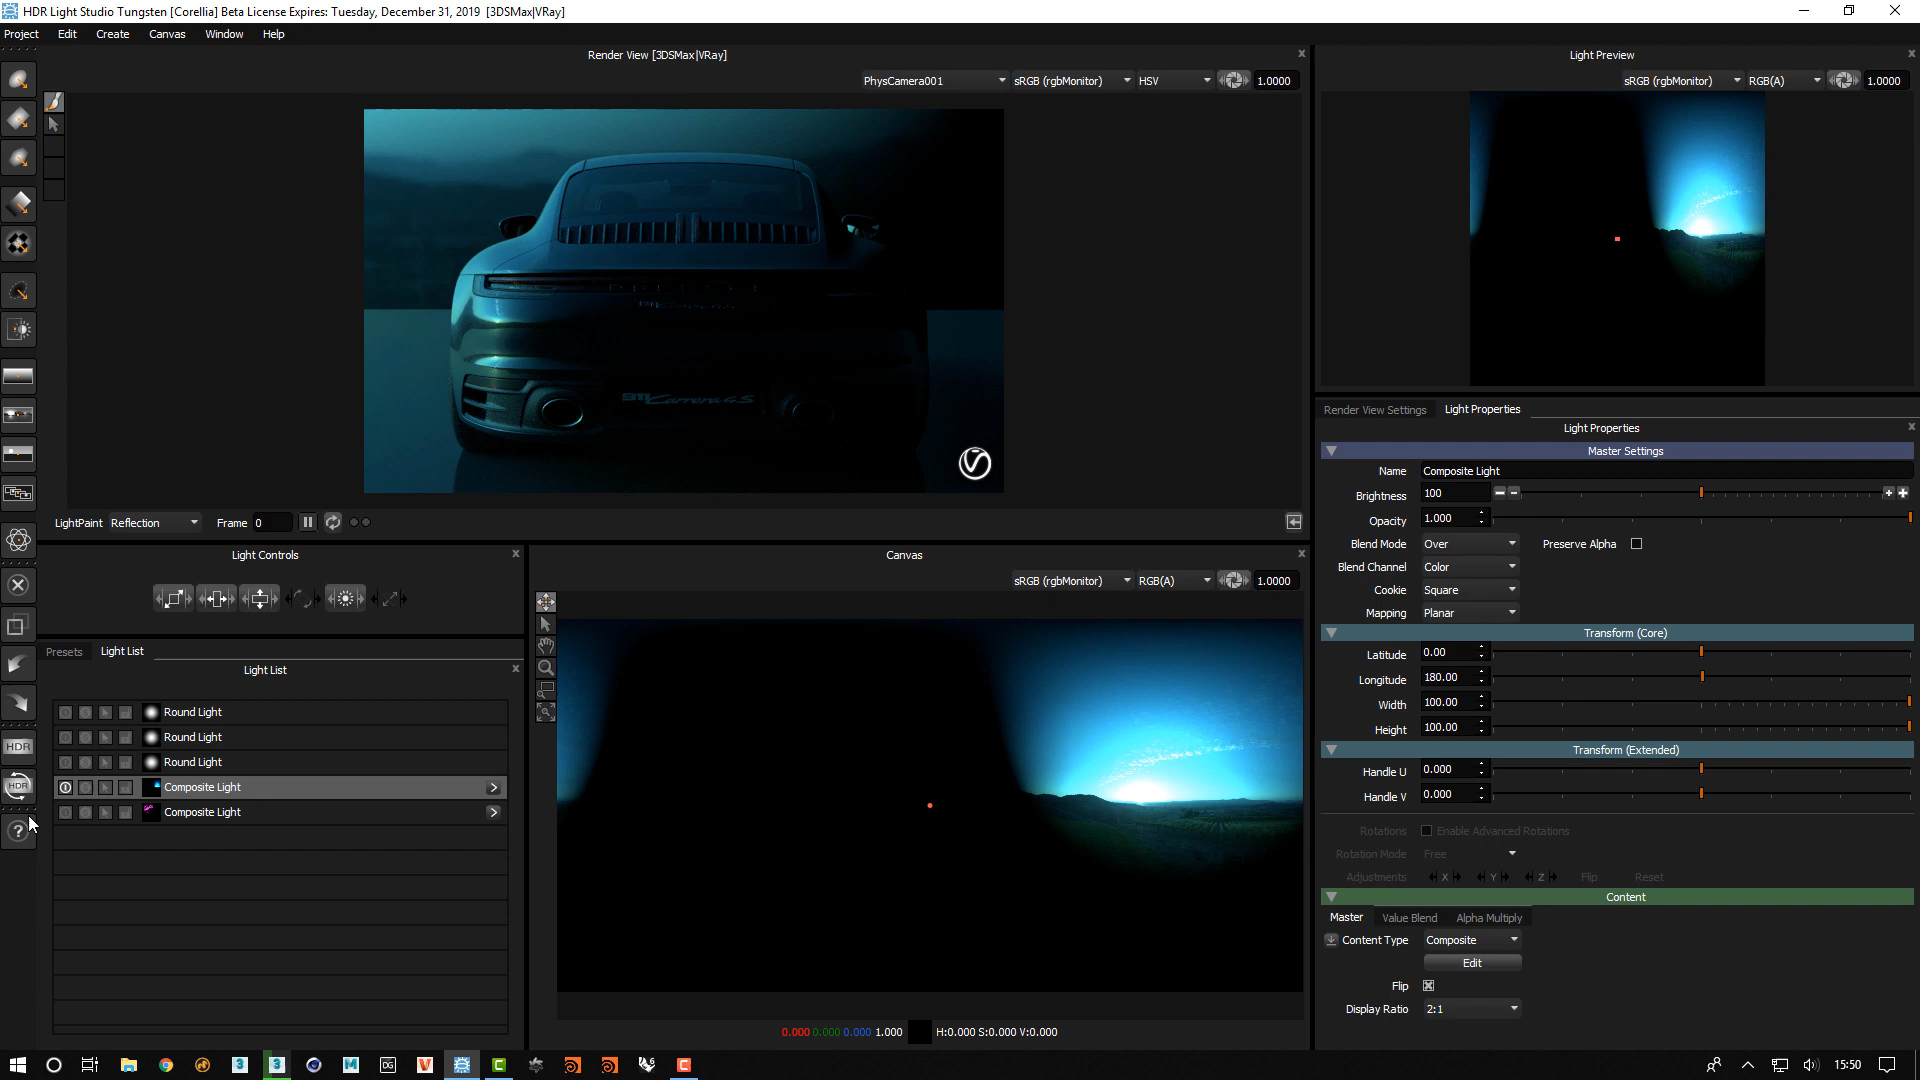 HDR Light Studio Tungsten [Corellia] Beta License Expires: Tuesday, December 31, 2019 [3DSMax|VRay]
Project Edit Create Canvas Window Help
Render View [3DSMax|VRay]
PhysCamera001 sRGB (rgbMonitor) HSV 1.0000
Light Preview
sRGB (rgbMonitor) RGB(A) 1.0000
911 Carrera 4S
LightPaint Reflection Frame 0
Light Controls
Presets Light List
Light List
Round Light
Round Light
Round Light
Composite Light
Composite Light
HDR
HDR
?
Canvas
sRGB (rgbMonitor) RGB(A) 1.0000
0.000 0.000 0.000 1.000 H:0.000 S:0.000 V:0.000
Render View Settings Light Properties
Light Properties
Master Settings
Name Composite Light
Brightness 100
Opacity 1.000
Blend Mode Over Preserve Alpha
Blend Channel Color
Cookie Square
Mapping Planar
Transform (Core)
Latitude 0.00
Longitude 180.00
Width 100.00
Height 100.00
Transform (Extended)
Handle U 0.000
Handle V 0.000
Rotations Enable Advanced Rotations
Rotation Mode Free
Adjustments X Y Z Flip Reset
Content
Master Value Blend Alpha Multiply
Content Type Composite
Edit
Flip
Display Ratio 2:1
15:50